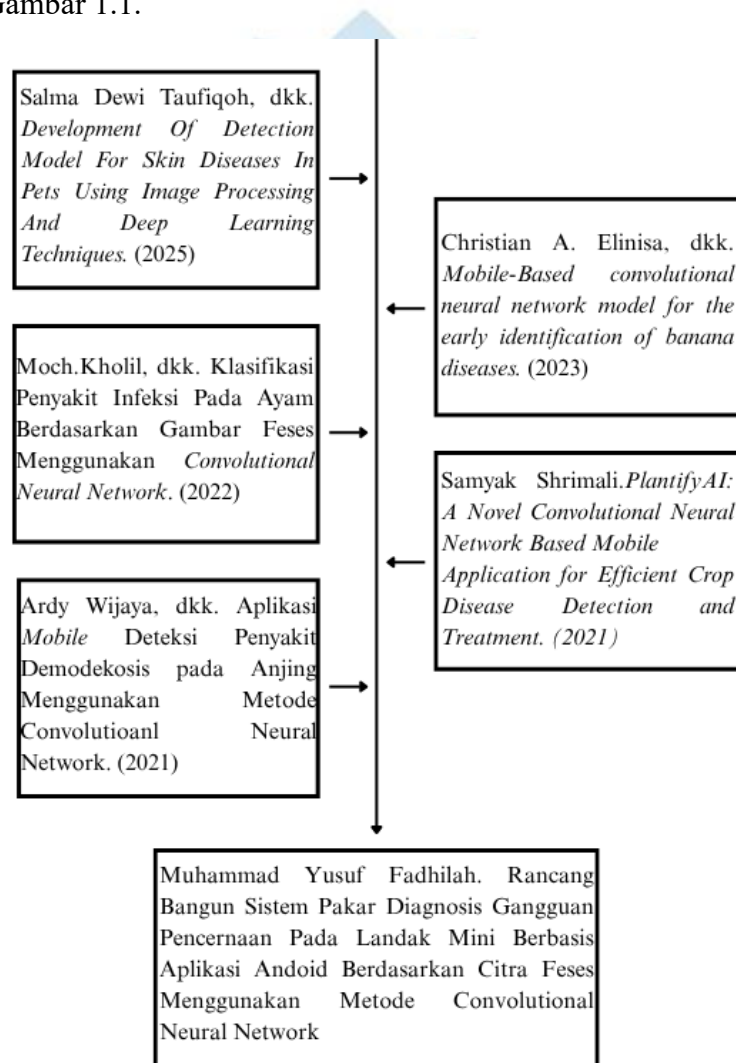 Gambar 1.1.
Salma Dewi Taufiqoh, dkk.
Development Of Detection
Model For Skin Diseases In
Pets Using Image Processing
And Deep Learning
Techniques. (2025)
Christian A. Elinisa, dkk.
Mobile-Based convolutional
neural network model for the
early identification of banana
diseases. (2023)
Moch.Kholil, dkk. Klasifikasi
Penyakit Infeksi Pada Ayam
Berdasarkan Gambar Feses
Menggunakan Convolutional
Neural Network. (2022)
Samyak Shrimali.PlantifyAI:
A Novel Convolutional Neural
Network Based Mobile
Application for Efficient Crop
Disease Detection and
Treatment. (2021)
Ardy Wijaya, dkk. Aplikasi
Mobile Deteksi Penyakit
Demodekosis pada Anjing
Menggunakan Metode
Convolutioanl Neural
Network. (2021)
Muhammad Yusuf Fadhilah. Rancang
Bangun Sistem Pakar Diagnosis Gangguan
Pencernaan Pada Landak Mini Berbasis
Aplikasi Andoid Berdasarkan Citra Feses
Menggunakan Metode Convolutional
Neural Network